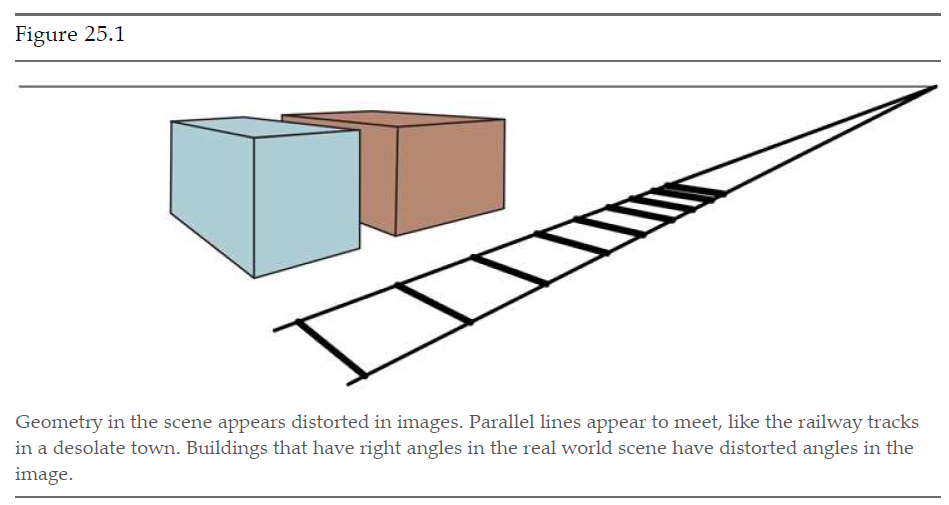 Figure 25.1
Geometry in the scene appears distorted in images. Parallel lines appear to meet, like the railway tracks
in a desolate town. Buildings that have right angles in the real world scene have distorted angles in the
image.